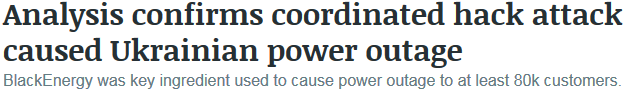 Analysis confirms coordinated hack attack
caused Ukrainian power outage
BlackEnergy was key ingredient used to cause power outage to at least 80k customers.